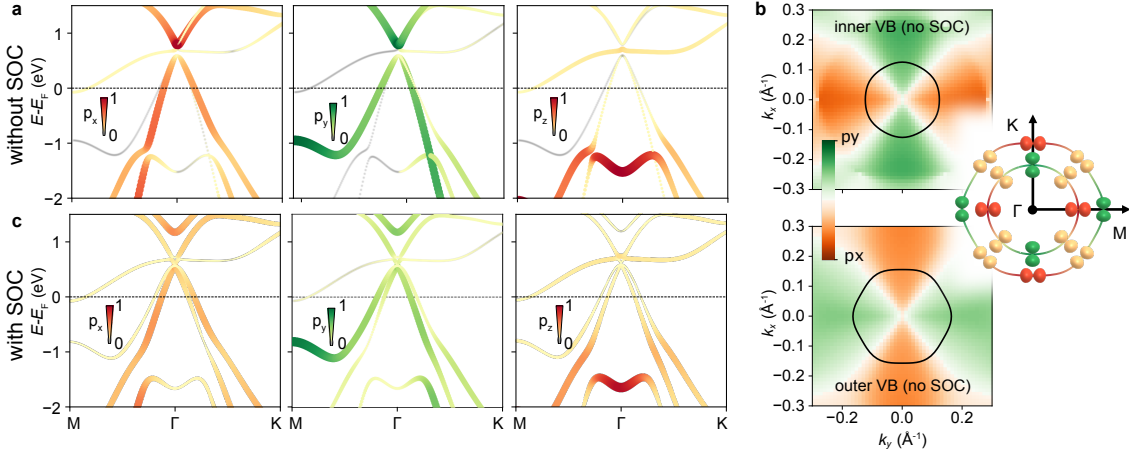 a
without SOC
E-E_F (eV)
1
0
−1
−2
p_x
1
0
p_y
1
0
p_z
1
0
c
with SOC
E-E_F (eV)
1
0
−1
−2
M
Γ
K
p_x
1
0
M
Γ
K
p_y
1
0
M
Γ
K
p_z
1
0
b
inner VB (no SOC)
k_x (Å⁻¹)
0.3
0.2
0.1
0.0
−0.1
−0.2
−0.3
py
px
K
Γ
M
outer VB (no SOC)
k_x (Å⁻¹)
0.3
0.2
0.1
0.0
−0.1
−0.2
−0.3
−0.2
0.0
0.2
k_y (Å⁻¹)